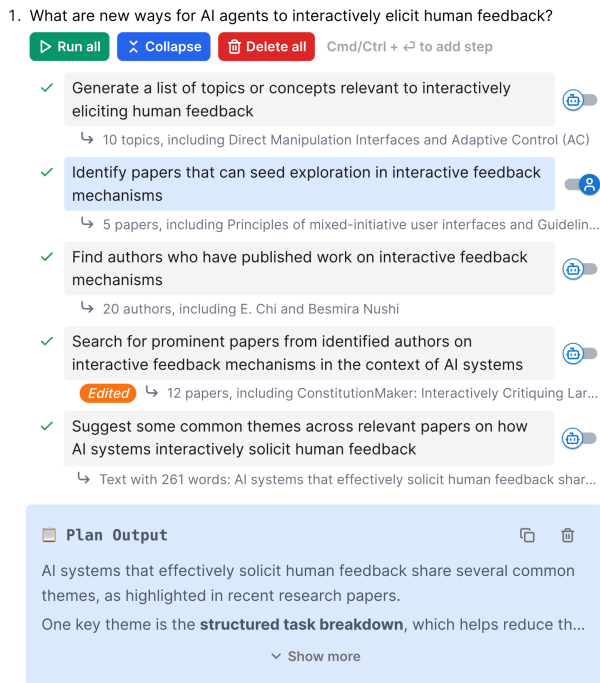 1. What are new ways for AI agents to interactively elicit human feedback?
Run all Collapse Delete all Cmd/Ctrl + ↩ to add step
Generate a list of topics or concepts relevant to interactively
eliciting human feedback
10 topics, including Direct Manipulation Interfaces and Adaptive Control (AC)
Identify papers that can seed exploration in interactive feedback
mechanisms
5 papers, including Principles of mixed-initiative user interfaces and Guidelin...
Find authors who have published work on interactive feedback
mechanisms
20 authors, including E. Chi and Besmira Nushi
Search for prominent papers from identified authors on
interactive feedback mechanisms in the context of AI systems
Edited 12 papers, including ConstitutionMaker: Interactively Critiquing Lar...
Suggest some common themes across relevant papers on how
AI systems interactively solicit human feedback
Text with 261 words: AI systems that effectively solicit human feedback shar...
Plan Output
AI systems that effectively solicit human feedback share several common
themes, as highlighted in recent research papers.
One key theme is the structured task breakdown, which helps reduce th...
Show more